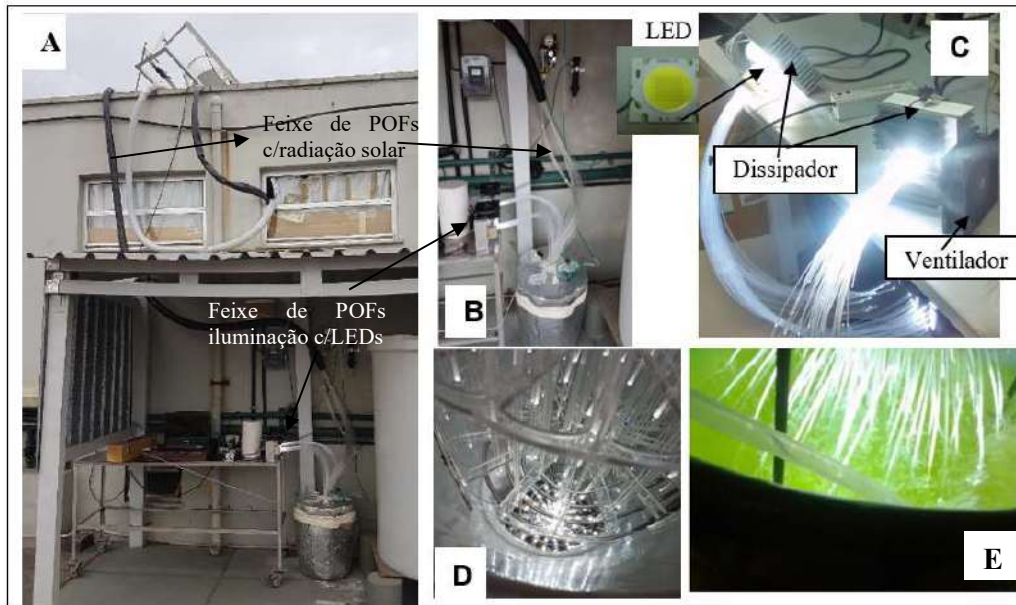 A
Feixe de POFs
c/radiação solar
Feixe de POFs
iluminação c/LEDs
B
LED
C
Dissipador
Ventilador
D
E